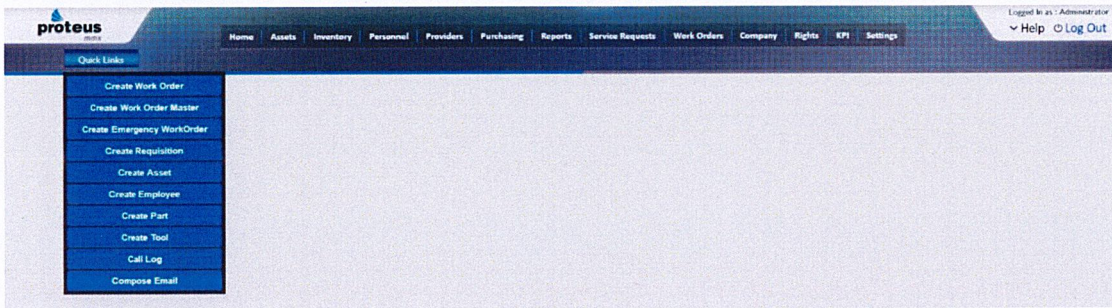 Logged In as : Administrator
proteus
mmx
Home Assets Inventory Personnel Providers Purchasing Reports Service Requests Work Orders Company Rights KPI Settings
Help Log Out
Quick Links
Create Work Order
Create Work Order Master
Create Emergency WorkOrder
Create Requisition
Create Asset
Create Employee
Create Part
Create Tool
Call Log
Compose Email